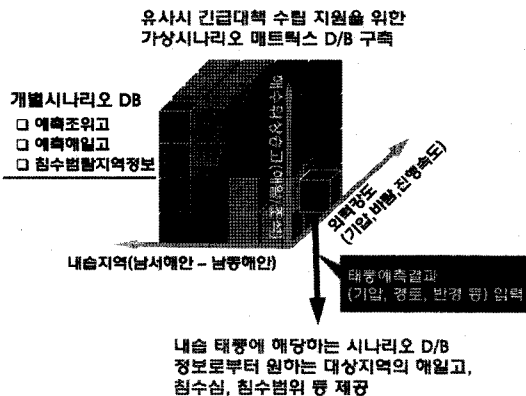 유사시 긴급대책 수립 지원을 위한
가상시나리오 매트릭스 D/B 구축
개별시나리오 DB
□ 예측조위고
□ 예측해일고
□ 침수범람지역정보
외력강도
(기압,바람,진행속도)
내습지역(남서해안 – 남동해안)
태풍예측결과
(기압, 경로, 반경 등) 입력
내습 태풍에 해당하는 시나리오 D/B
정보로부터 원하는 대상지역의 해일고,
침수심, 침수범위 등 제공